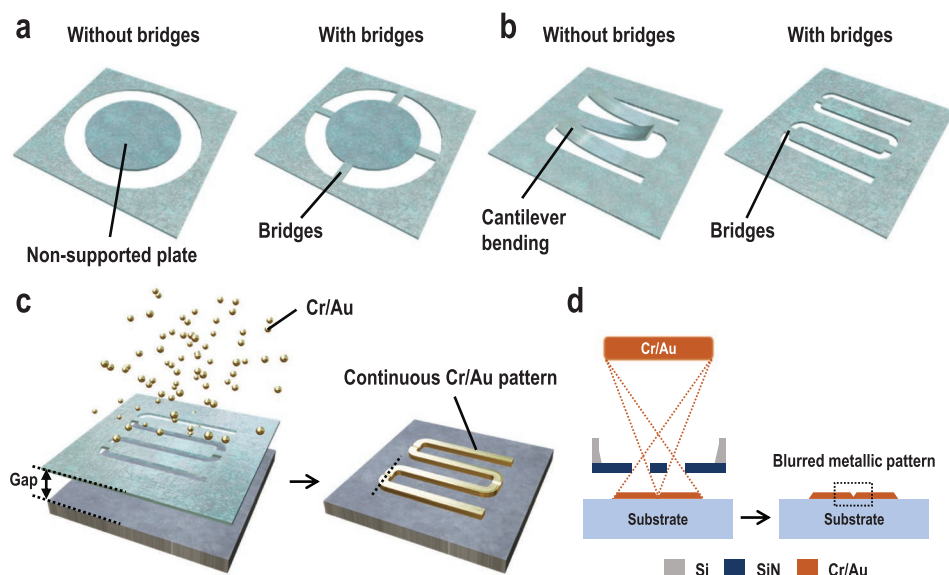 a
Without bridges
With bridges
Non-supported plate
Bridges
b
Without bridges
With bridges
Cantilever
bending
Bridges
c
Cr/Au
Continuous Cr/Au pattern
Gap
d
Cr/Au
Blurred metallic pattern
Substrate
Substrate
Si
SiN
Cr/Au